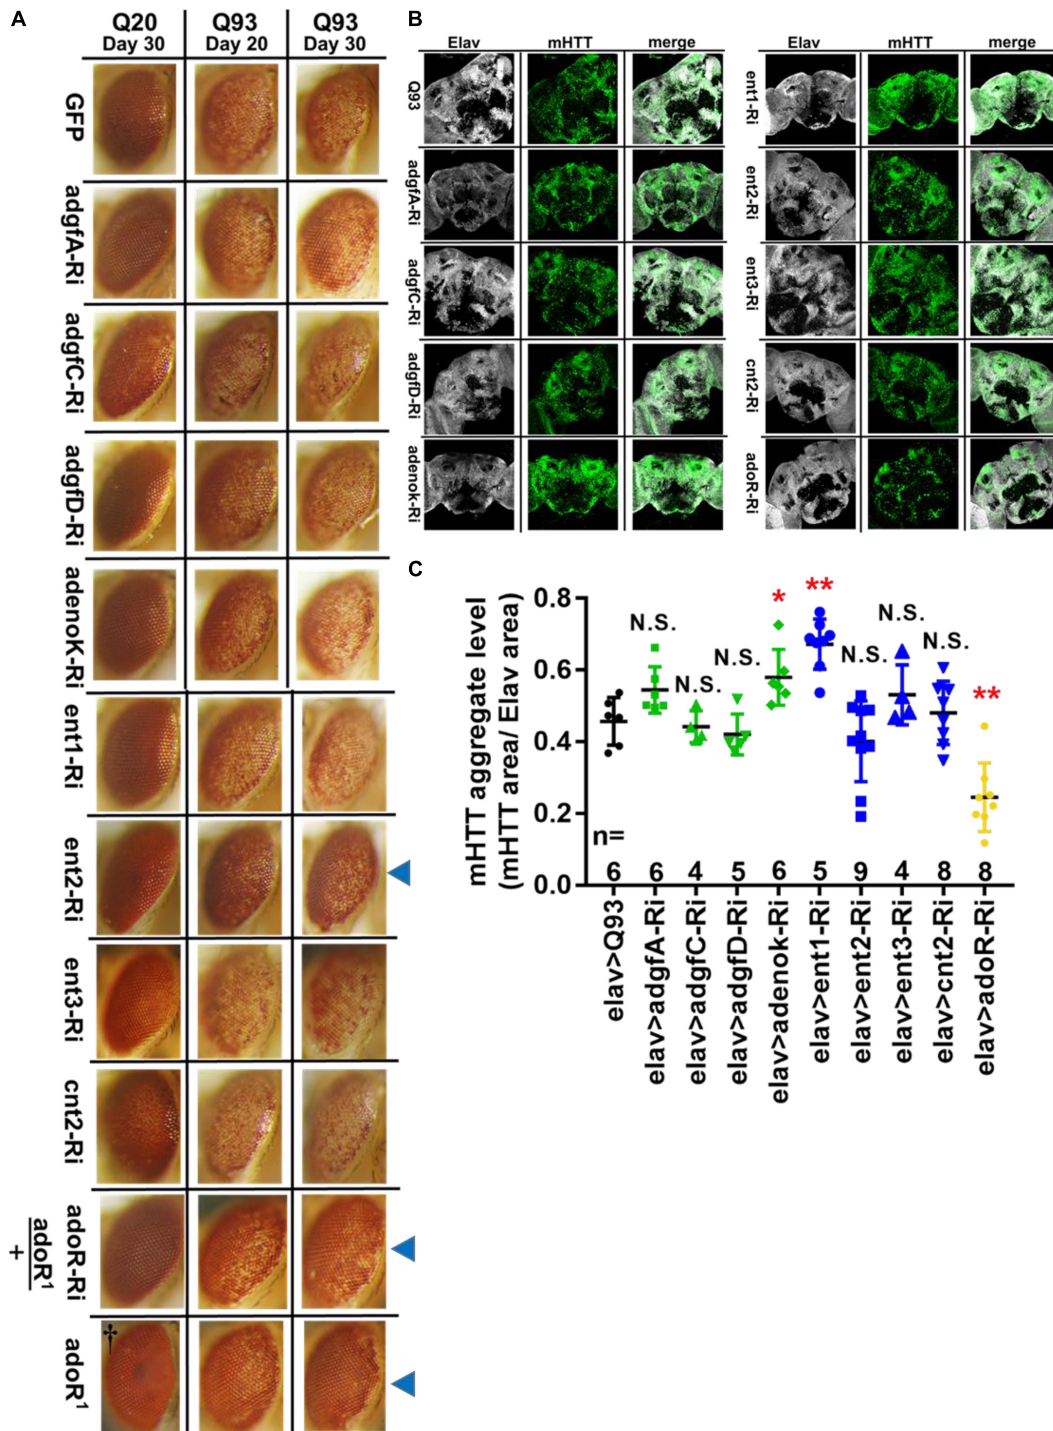 A
Q20
Day 30
Q93
Day 20
Q93
Day 30
GFP
adgfA-Ri
adgfC-Ri
adgfD-Ri
adenoK-Ri
ent1-Ri
ent2-Ri
ent3-Ri
cnt2-Ri
adoR-Ri
adoR1
+
adoR1
†
B
Elav mHTT merge
Q93
adgfA-Ri
adgfC-Ri
adgfD-Ri
adenok-Ri
Elav mHTT merge
ent1-Ri
ent2-Ri
ent3-Ri
cnt2-Ri
adoR-Ri
C
mHTT aggregate level
(mHTT area/ Elav area)
0.8
0.6
0.4
0.2
0.0
N.S.
N.S.
N.S.
*
**
N.S.
N.S.
N.S.
**
n=
6 6 4 5 6 5 9 4 8 8
elav>Q93
elav>adgfA-Ri
elav>adgfC-Ri
elav>adgfD-Ri
elav>adenok-Ri
elav>ent1-Ri
elav>ent2-Ri
elav>ent3-Ri
elav>cnt2-Ri
elav>adoR-Ri